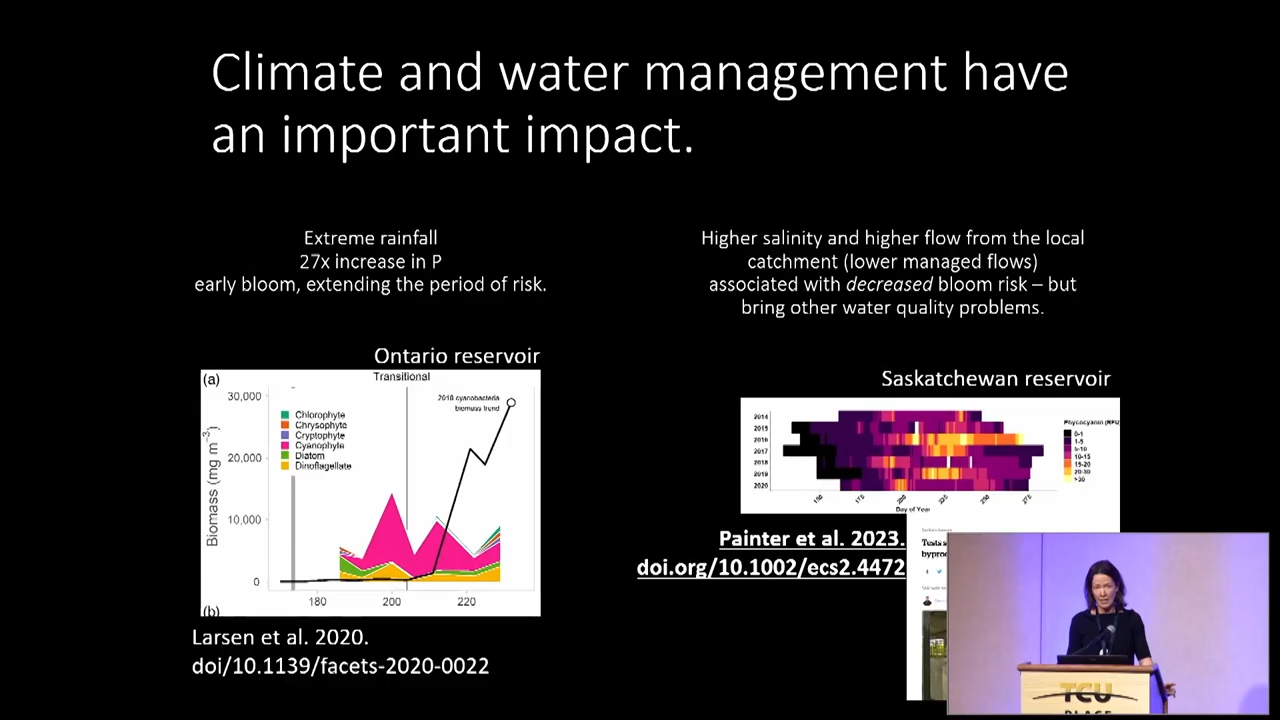 Climate and water management have
an important impact.
Extreme rainfall
27x increase in P
early bloom, extending the period of risk.
Higher salinity and higher flow from the local
catchment (lower managed flows)
associated with decreased bloom risk – but
bring other water quality problems.
Ontario reservoir
(a)
Transitional
30,000
20,000
10,000
0
Biomass (mg m⁻³)
Chlorophyte
Chrysophyte
Cryptophyte
Cyanophyte
Diatom
Dinoflagellate
2018 cyanobacteria
biomass trend
180
200
220
(b)
Larsen et al. 2020.
doi/10.1139/facets-2020-0022
Saskatchewan reservoir
2014
2015
2016
2017
2018
2019
2020
150
175
200
225
250
275
Day of Year
Phycocyanin (RFU
0-1
1-5
5-10
10-15
15-20
20-30
>30
Painter et al. 2023.
doi.org/10.1002/ecs2.4472
Tests
byproc
TCU
PLACE